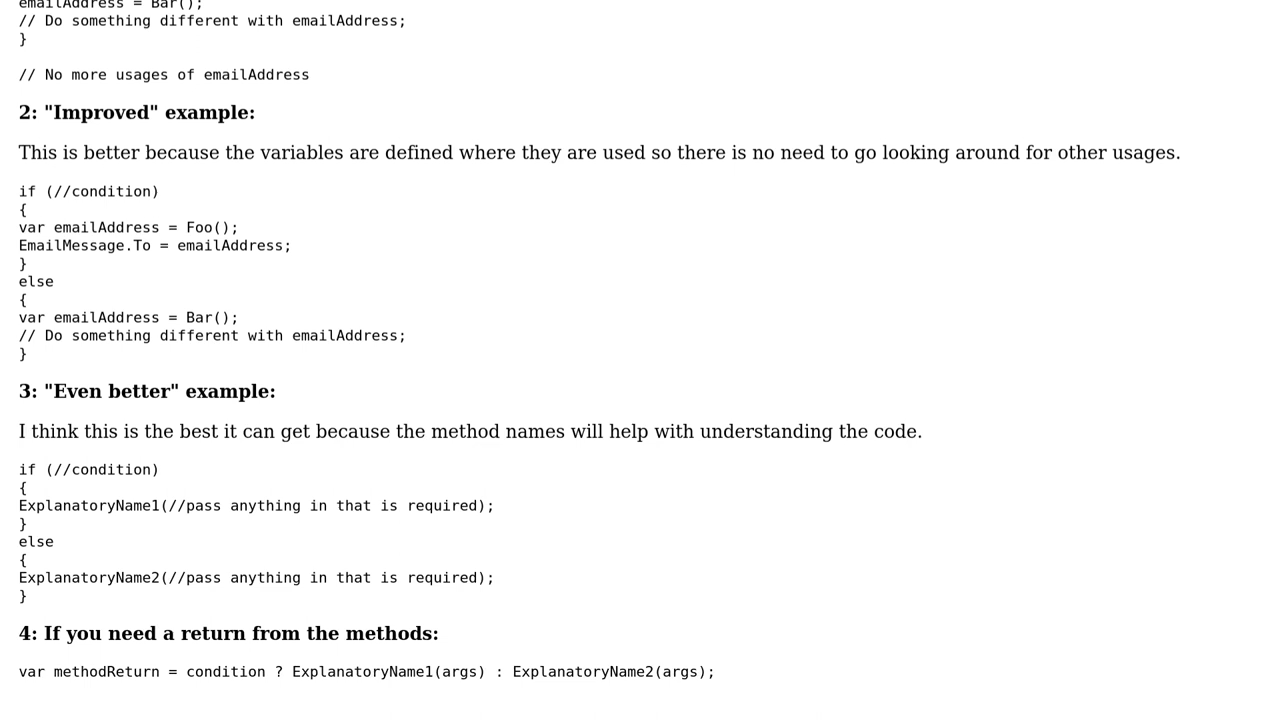 emailAddress = Bar();
// Do something different with emailAddress;
}
// No more usages of emailAddress
2: "Improved" example:
This is better because the variables are defined where they are used so there is no need to go looking around for other usages.
if (//condition)
{
var emailAddress = Foo();
EmailMessage.To = emailAddress;
}
else
{
var emailAddress = Bar();
// Do something different with emailAddress;
}
3: "Even better" example:
I think this is the best it can get because the method names will help with understanding the code.
if (//condition)
{
ExplanatoryName1(//pass anything in that is required);
}
else
{
ExplanatoryName2(//pass anything in that is required);
}
4: If you need a return from the methods:
var methodReturn = condition ? ExplanatoryName1(args) : ExplanatoryName2(args);